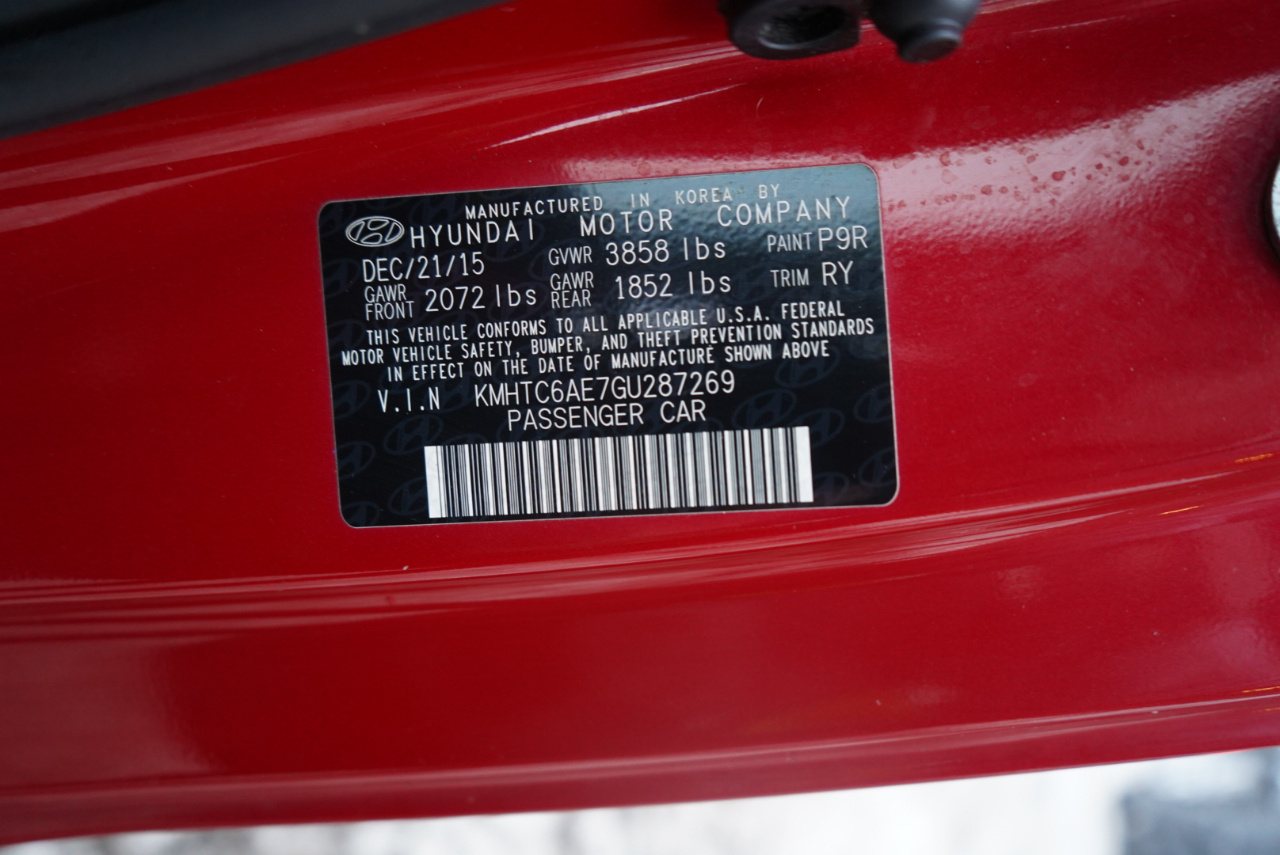 MANUFACTURED IN KOREA BY
HYUNDAI MOTOR COMPANY
DEC/21/15 GVWR 3858 lbs PAINT P9R
GAWR FRONT 2072 lbs GAWR REAR 1852 lbs TRIM RY
THIS VEHICLE CONFORMS TO ALL APPLICABLE U.S.A. FEDERAL
MOTOR VEHICLE SAFETY, BUMPER, AND THEFT PREVENTION STANDARDS
IN EFFECT ON THE DATE OF MANUFACTURE SHOWN ABOVE
V.I.N KMHTC6AE7GU287269
PASSENGER CAR